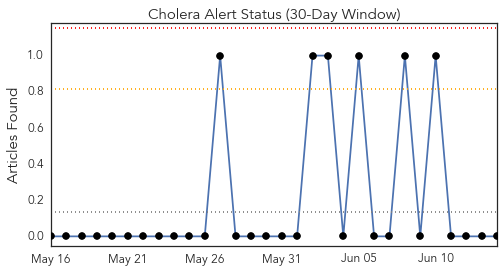 Cholera Alert Status (30-Day Window)
Articles Found
1.0
0.8
0.6
0.4
0.2
0.0
May 16
May 21
May 26
May 31
Jun 05
Jun 10